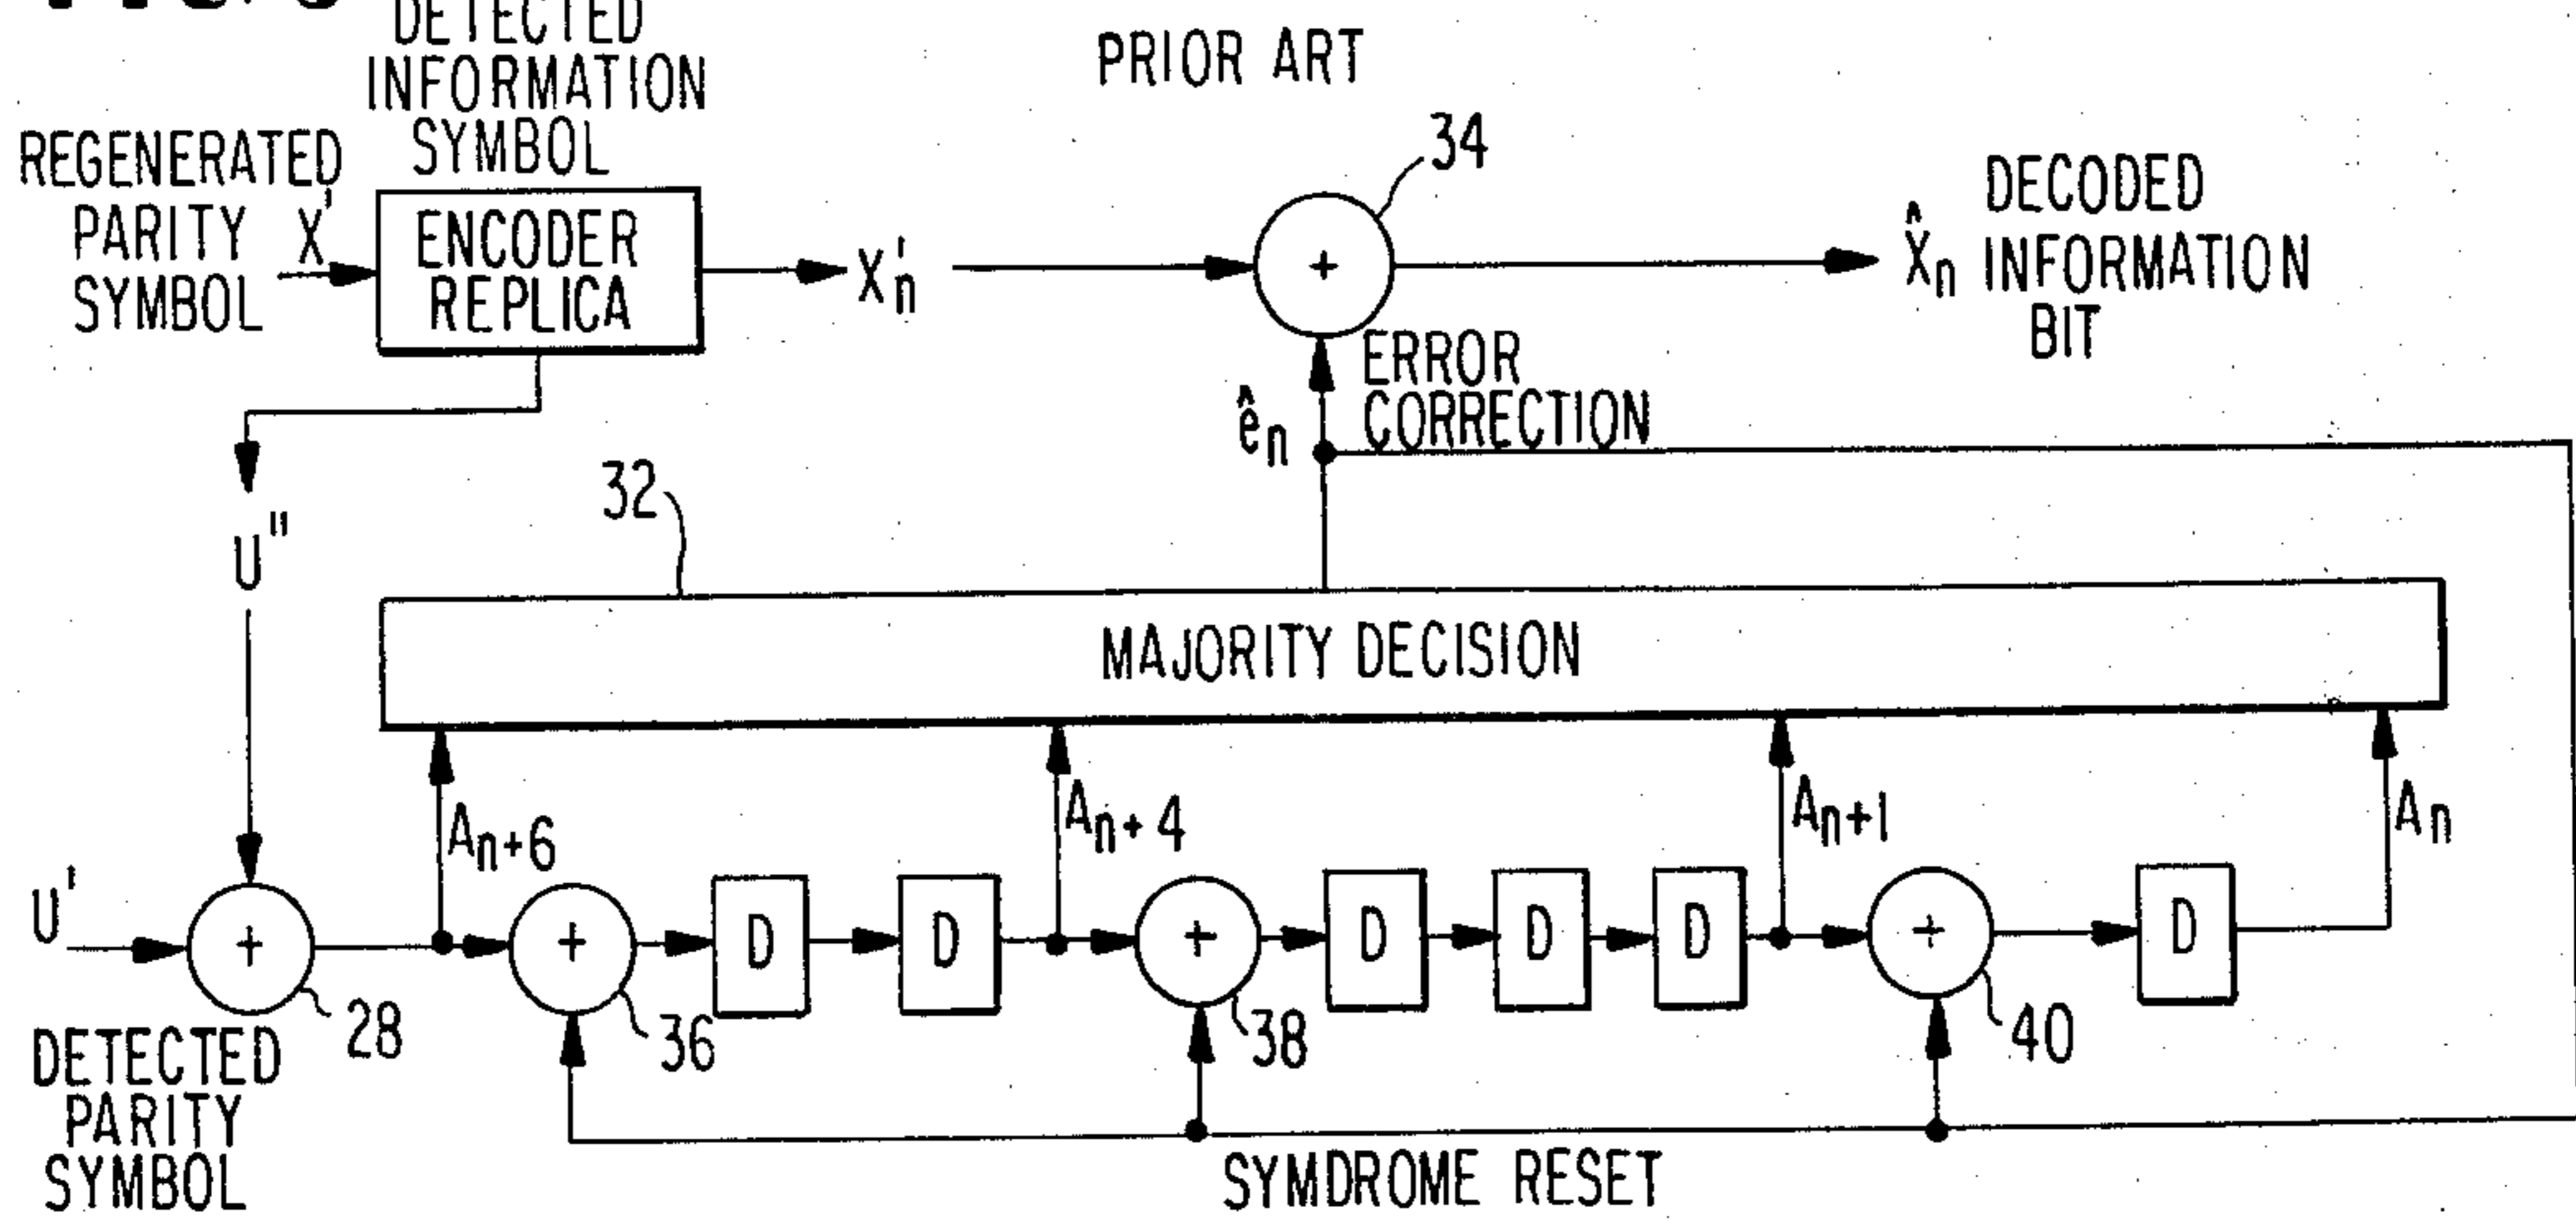 DETECTED
INFORMATION
SYMBOL
PRIOR ART
REGENERATED
PARITY
SYMBOL
X'
ENCODER
REPLICA
X'n
+
34
X̂n
DECODED
INFORMATION
BIT
ERROR
CORRECTION
ên
32
U"
MAJORITY DECISION
An+6
An+4
An+1
An
U'
+
28
+
36
D
D
+
38
D
D
D
+
40
D
DETECTED
PARITY
SYMBOL
SYMDROME RESET